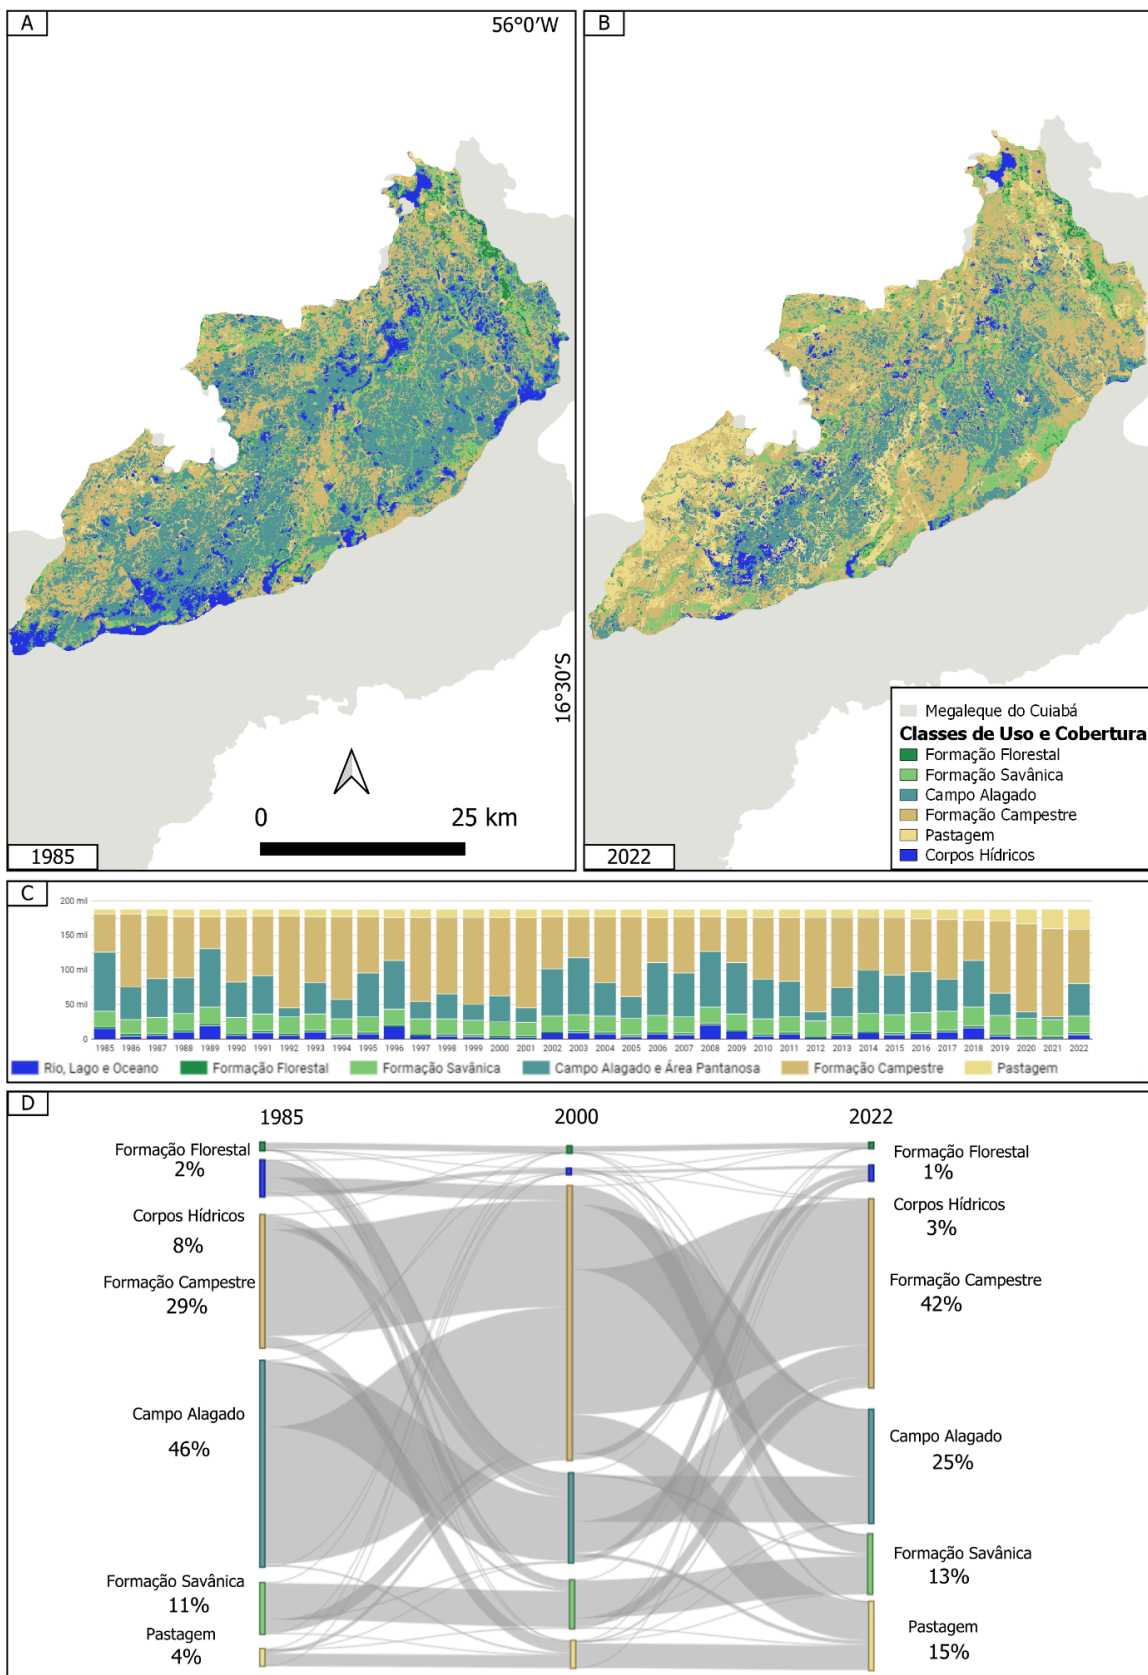 A
56°0'W
B
16°30'S
0 25 km
1985
2022
Megaleque do Cuiabá
Classes de Uso e Cobertura
Formação Florestal
Formação Savânica
Campo Alagado
Formação Campestre
Pastagem
Corpos Hídricos
C
200 mil
150 mil
100 mil
50 mil
0
1985 1986 1987 1988 1989 1990 1991 1992 1993 1994 1995 1996 1997 1998 1999 2000 2001 2002 2003 2004 2005 2006 2007 2008 2009 2010 2011 2012 2013 2014 2015 2016 2017 2018 2019 2020 2021 2022
Rio, Lago e Oceano Formação Florestal Formação Savânica Campo Alagado e Área Pantanosa Formação Campestre Pastagem
D
1985 2000 2022
Formação Florestal
2%
Corpos Hídricos
8%
Formação Campestre
29%
Campo Alagado
46%
Formação Savânica
11%
Pastagem
4%
Formação Florestal
1%
Corpos Hídricos
3%
Formação Campestre
42%
Campo Alagado
25%
Formação Savânica
13%
Pastagem
15%